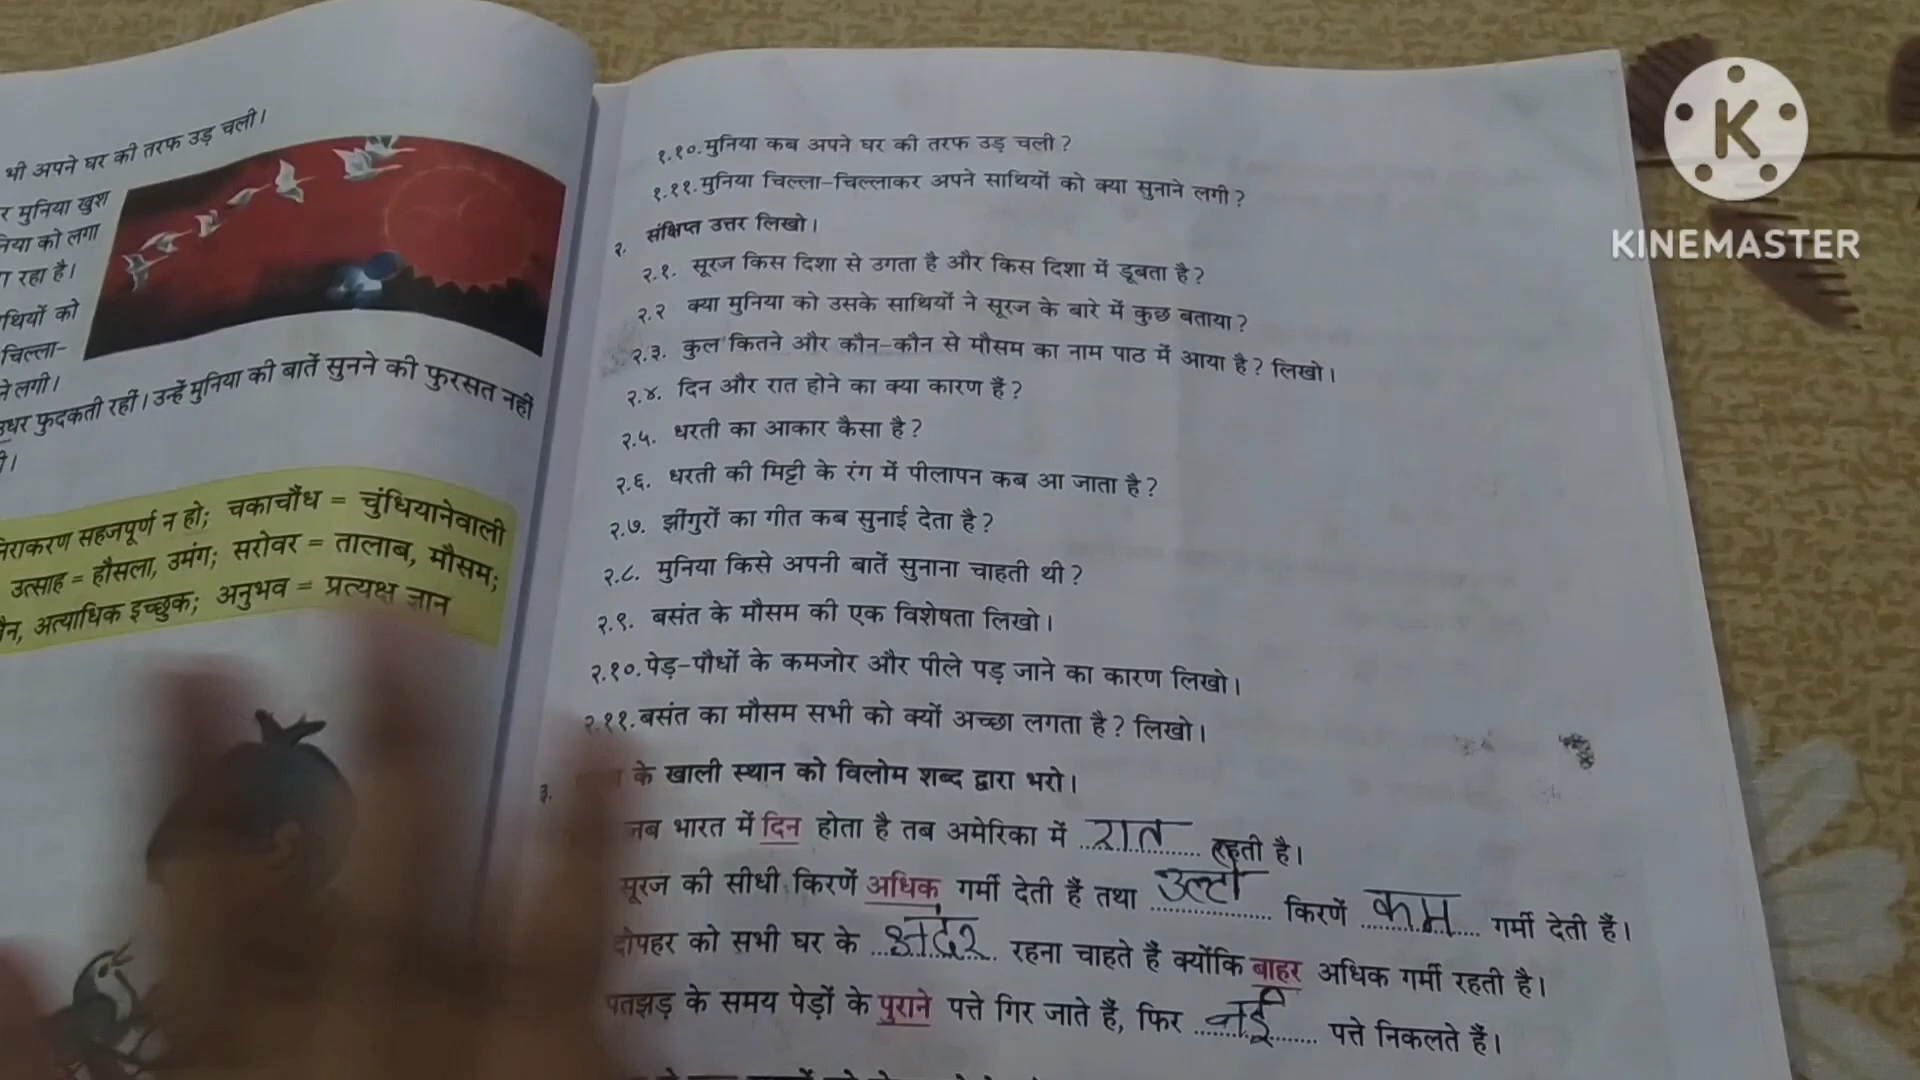 भी अपने घर की तरफ उड़ चली।
र मुनिया खुश
निया को लगा
रहा है।
थियों को
चिल्ला-
ने लगी।
उधर फुदकती रहीं। उन्हें मुनिया की बातें सुनने की फुरसत नहीं
निराकरण सहजपूर्ण न हो; चकाचौंध = चुंधियानेवाली
उत्साह = हौसला, उमंग; सरोवर = तालाब, मौसम;
अत्याधिक इच्छुक; अनुभव = प्रत्यक्ष ज्ञान
१.१०. मुनिया कब अपने घर की तरफ उड़ चली?
१.११. मुनिया चिल्ला-चिल्लाकर अपने साथियों को क्या सुनाने लगी?
२. संक्षिप्त उत्तर लिखो।
२.१. सूरज किस दिशा से उगता है और किस दिशा में डूबता है?
२.२ क्या मुनिया को उसके साथियों ने सूरज के बारे में कुछ बताया?
२.३. कुल कितने और कौन-कौन से मौसम का नाम पाठ में आया है? लिखो।
२.४. दिन और रात होने का क्या कारण हैं?
२.५. धरती का आकार कैसा है?
२.६. धरती की मिट्टी के रंग में पीलापन कब आ जाता है?
२.७. झींगुरों का गीत कब सुनाई देता है?
२.८. मुनिया किसे अपनी बातें सुनाना चाहती थी?
२.९. बसंत के मौसम की एक विशेषता लिखो।
२.१०. पेड़-पौधों के कमजोर और पीले पड़ जाने का कारण लिखो।
२.११. बसंत का मौसम सभी को क्यों अच्छा लगता है? लिखो।
३. के खाली स्थान को विलोम शब्द द्वारा भरो।
जब भारत में दिन होता है तब अमेरिका में रात रहती है।
सूरज की सीधी किरणें अधिक गर्मी देती हैं तथा उल्टी किरणें कम गर्मी देती हैं।
दोपहर को सभी घर के अंदर रहना चाहते हैं क्योंकि बाहर अधिक गर्मी रहती है।
पतझड़ के समय पेड़ों के पुराने पत्ते गिर जाते हैं, फिर नई पत्ते निकलते हैं।
K
KINEMASTER